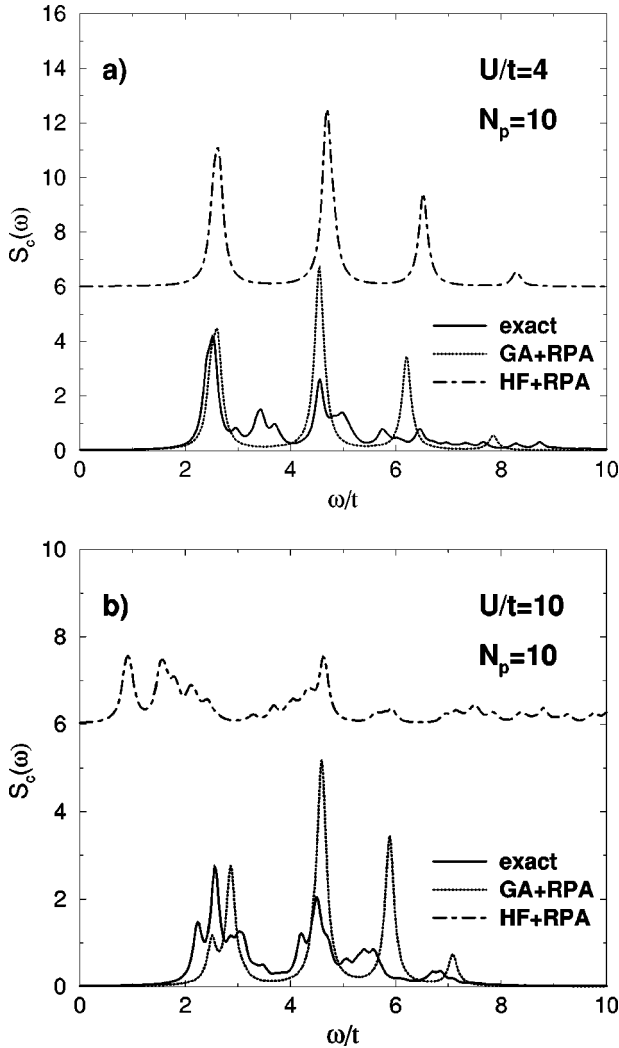 16
14
12
10
8
6
4
2
0
S_c(ω)
a)
U/t=4
N_p=10
exact
GA+RPA
HF+RPA
0 2 4 6 8 10
ω/t
10
8
6
4
2
0
S_c(ω)
b)
U/t=10
N_p=10
exact
GA+RPA
HF+RPA
0 2 4 6 8 10
ω/t